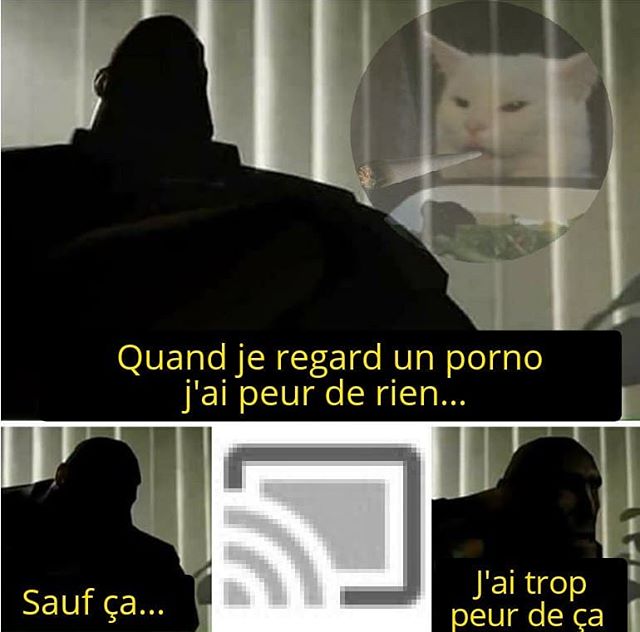 Quand je regard un porno
j'ai peur de rien...
Sauf ça...
J'ai trop
peur de ça